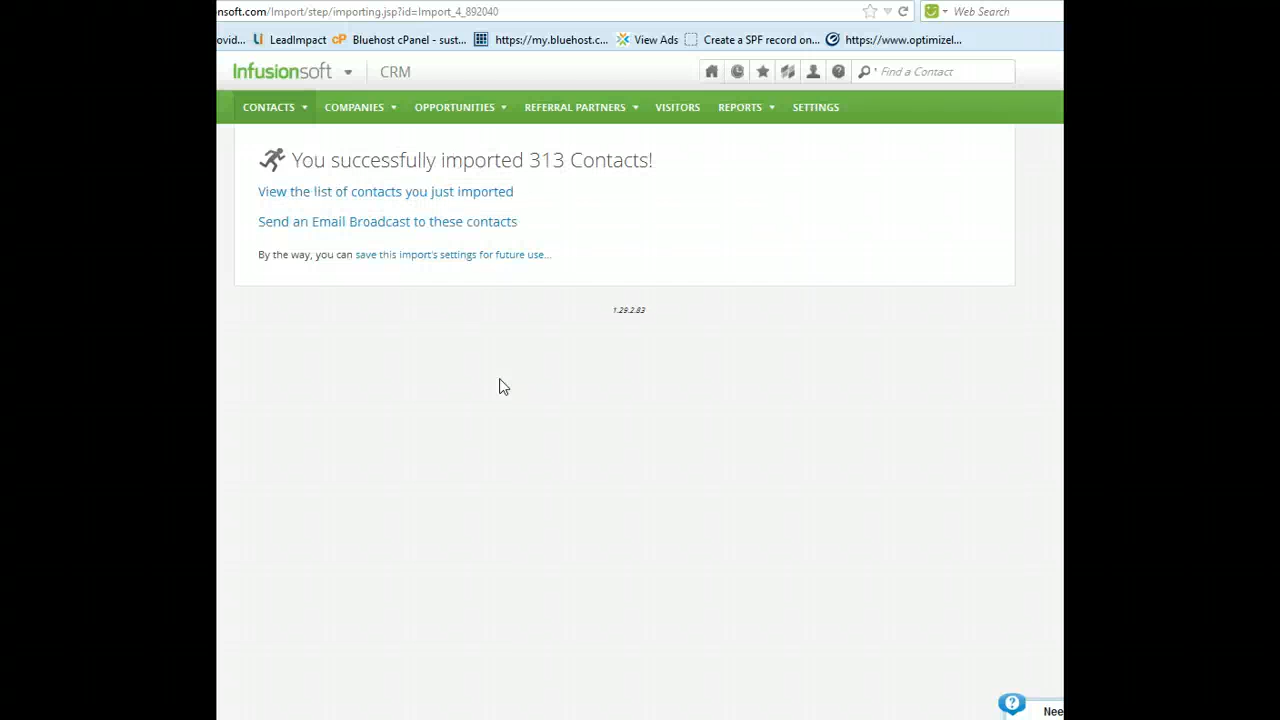 nsoft.com/Import/step/importing.jsp?id=Import_4_892040 Web Search
ovid... LeadImpact Bluehost cPanel - sust... https://my.bluehost.c... View Ads Create a SPF record on... https://www.optimizel...
Infusionsoft CRM Find a Contact
CONTACTS COMPANIES OPPORTUNITIES REFERRAL PARTNERS VISITORS REPORTS SETTINGS
You successfully imported 313 Contacts!
View the list of contacts you just imported
Send an Email Broadcast to these contacts
By the way, you can save this import's settings for future use...
1.29.2.83
? Nee